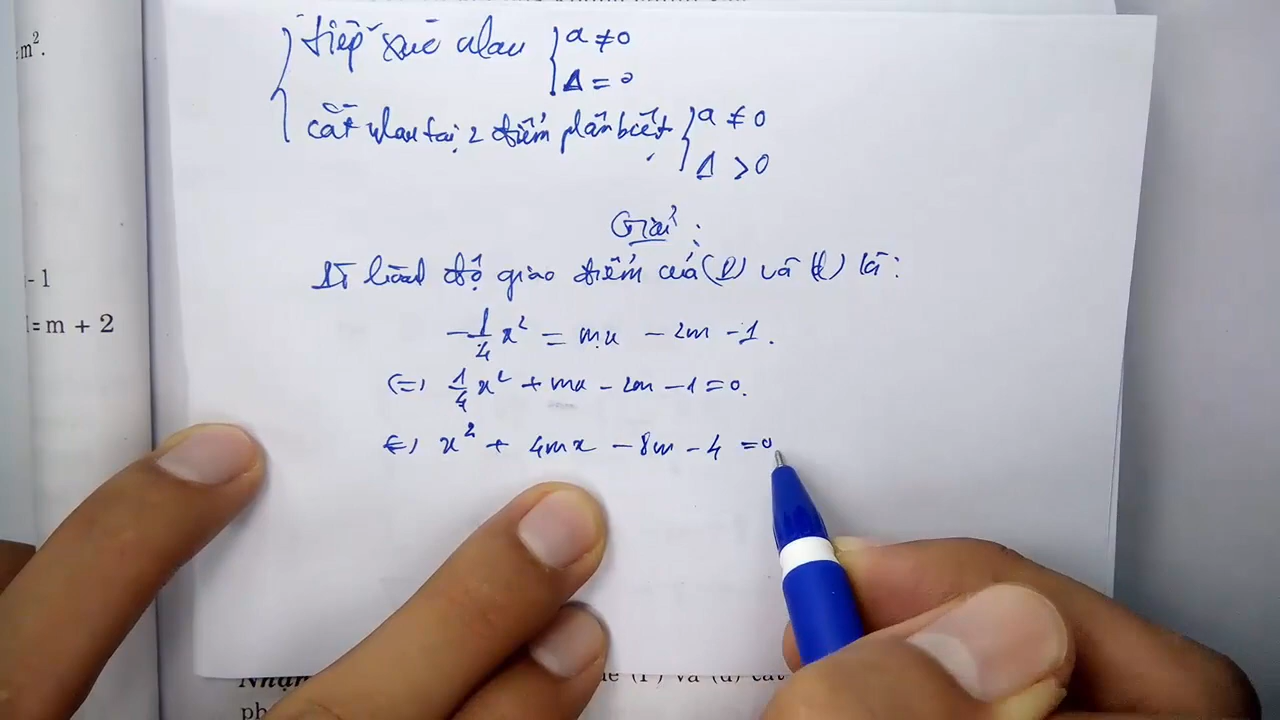 =m².
-1
l=m + 2
tiếp xúc nhau { a ≠ 0
Δ = 0
cắt nhau tại 2 điểm phân biệt { a ≠ 0
Δ > 0
Giải:
độ giao điểm của (P) và (d) là:
-1/4 x² = mx - 2m - 1.
⇔ 1/4 x² + mx - 2m - 1 = 0.
⇔ x² + 4mx - 8m - 4 = 0
(P) và (d) cắt